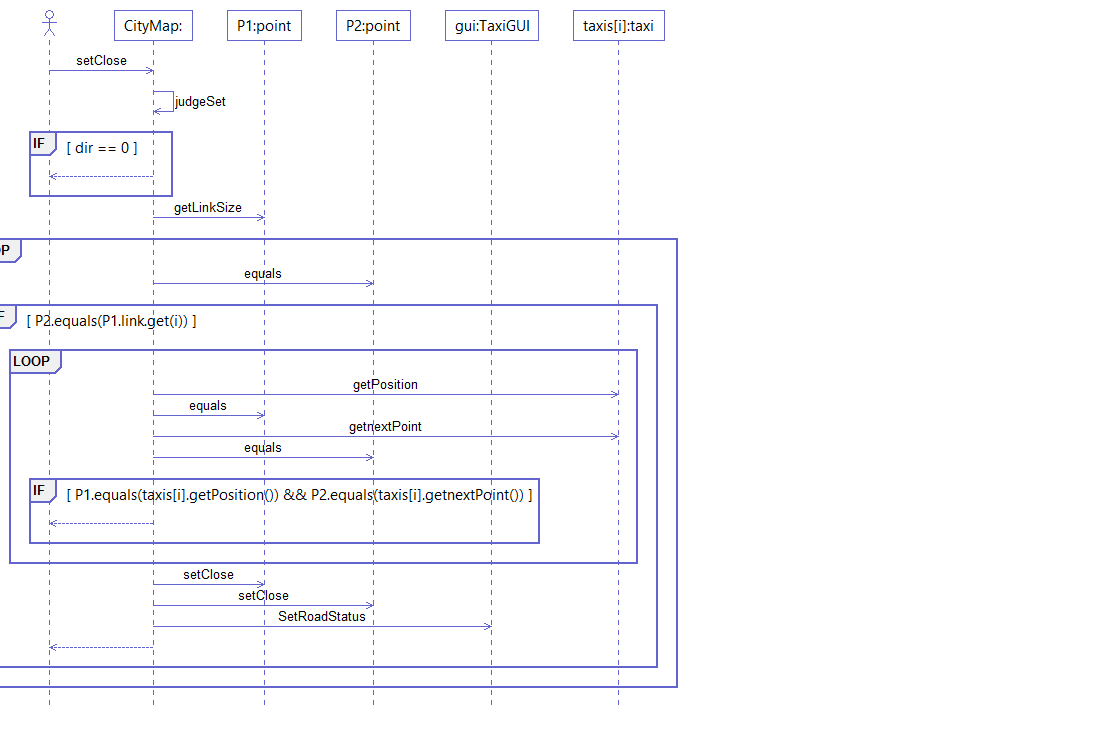 CityMap:
P1:point
P2:point
gui:TaxiGUI
taxis[i]:taxi
setClose
judgeSet
IF
[ dir == 0 ]
getLinkSize
P
equals
F
[ P2.equals(P1.link.get(i)) ]
LOOP
getPosition
equals
getnextPoint
equals
IF
[ P1.equals(taxis[i].getPosition()) && P2.equals(taxis[i].getnextPoint()) ]
setClose
setClose
SetRoadStatus